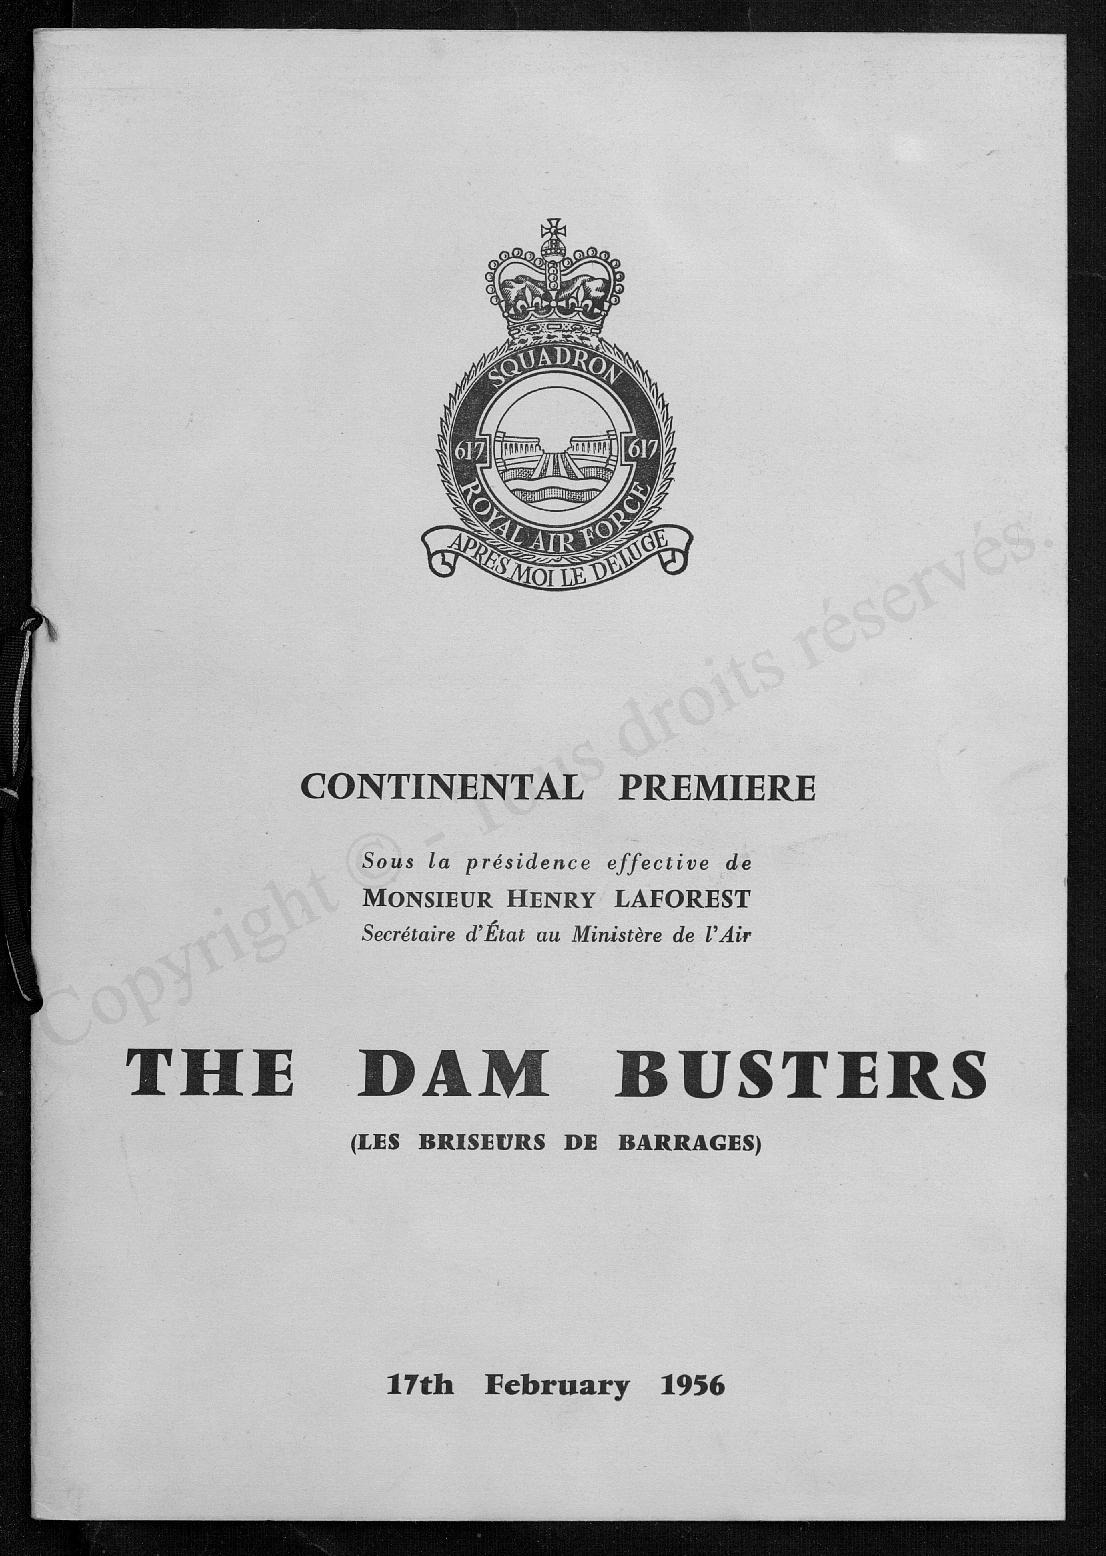 SQUADRON
617 617
ROYAL AIR FORCE
APRES MOI LE DELUGE
CONTINENTAL PREMIERE
Sous la présidence effective de
MONSIEUR HENRY LAFOREST
Secrétaire d'État au Ministère de l'Air
THE DAM BUSTERS
(LES BRISEURS DE BARRAGES)
17th February 1956
Copyright © - Tous droits réservés.